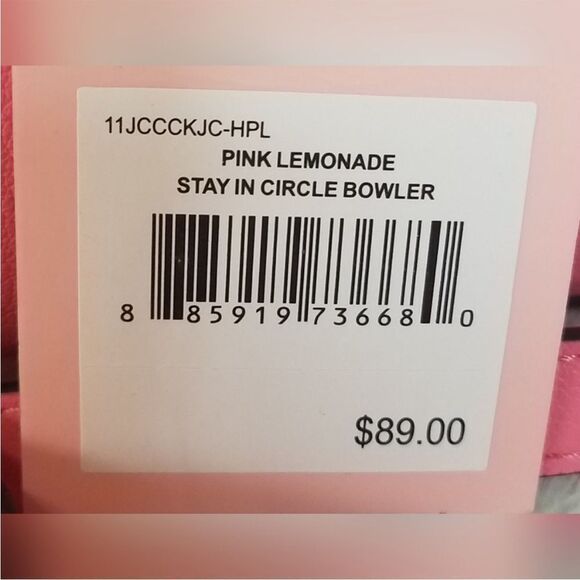 11JCCCKJC-HPL
PINK LEMONADE
STAY IN CIRCLE BOWLER
8 85919 73668 0
$89.00